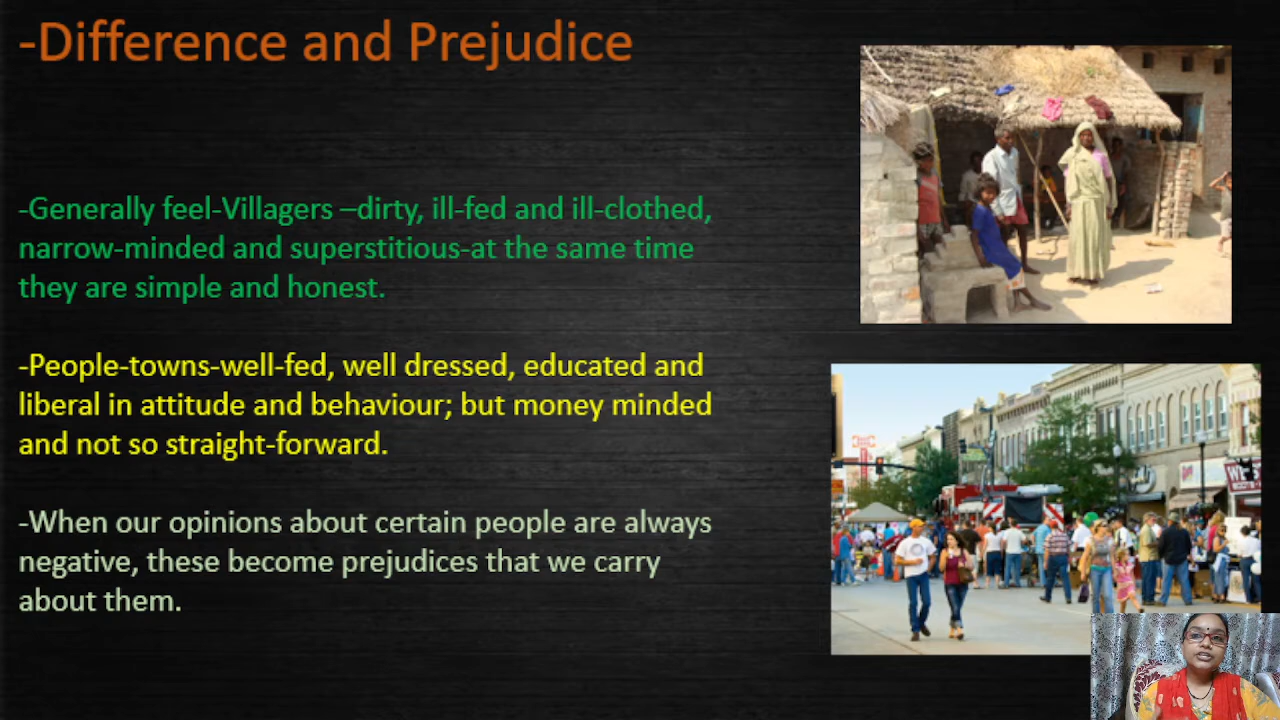 -Difference and Prejudice
-Generally feel-Villagers –dirty, ill-fed and ill-clothed,
narrow-minded and superstitious-at the same time
they are simple and honest.
-People-towns-well-fed, well dressed, educated and
liberal in attitude and behaviour; but money minded
and not so straight-forward.
-When our opinions about certain people are always
negative, these become prejudices that we carry
about them.